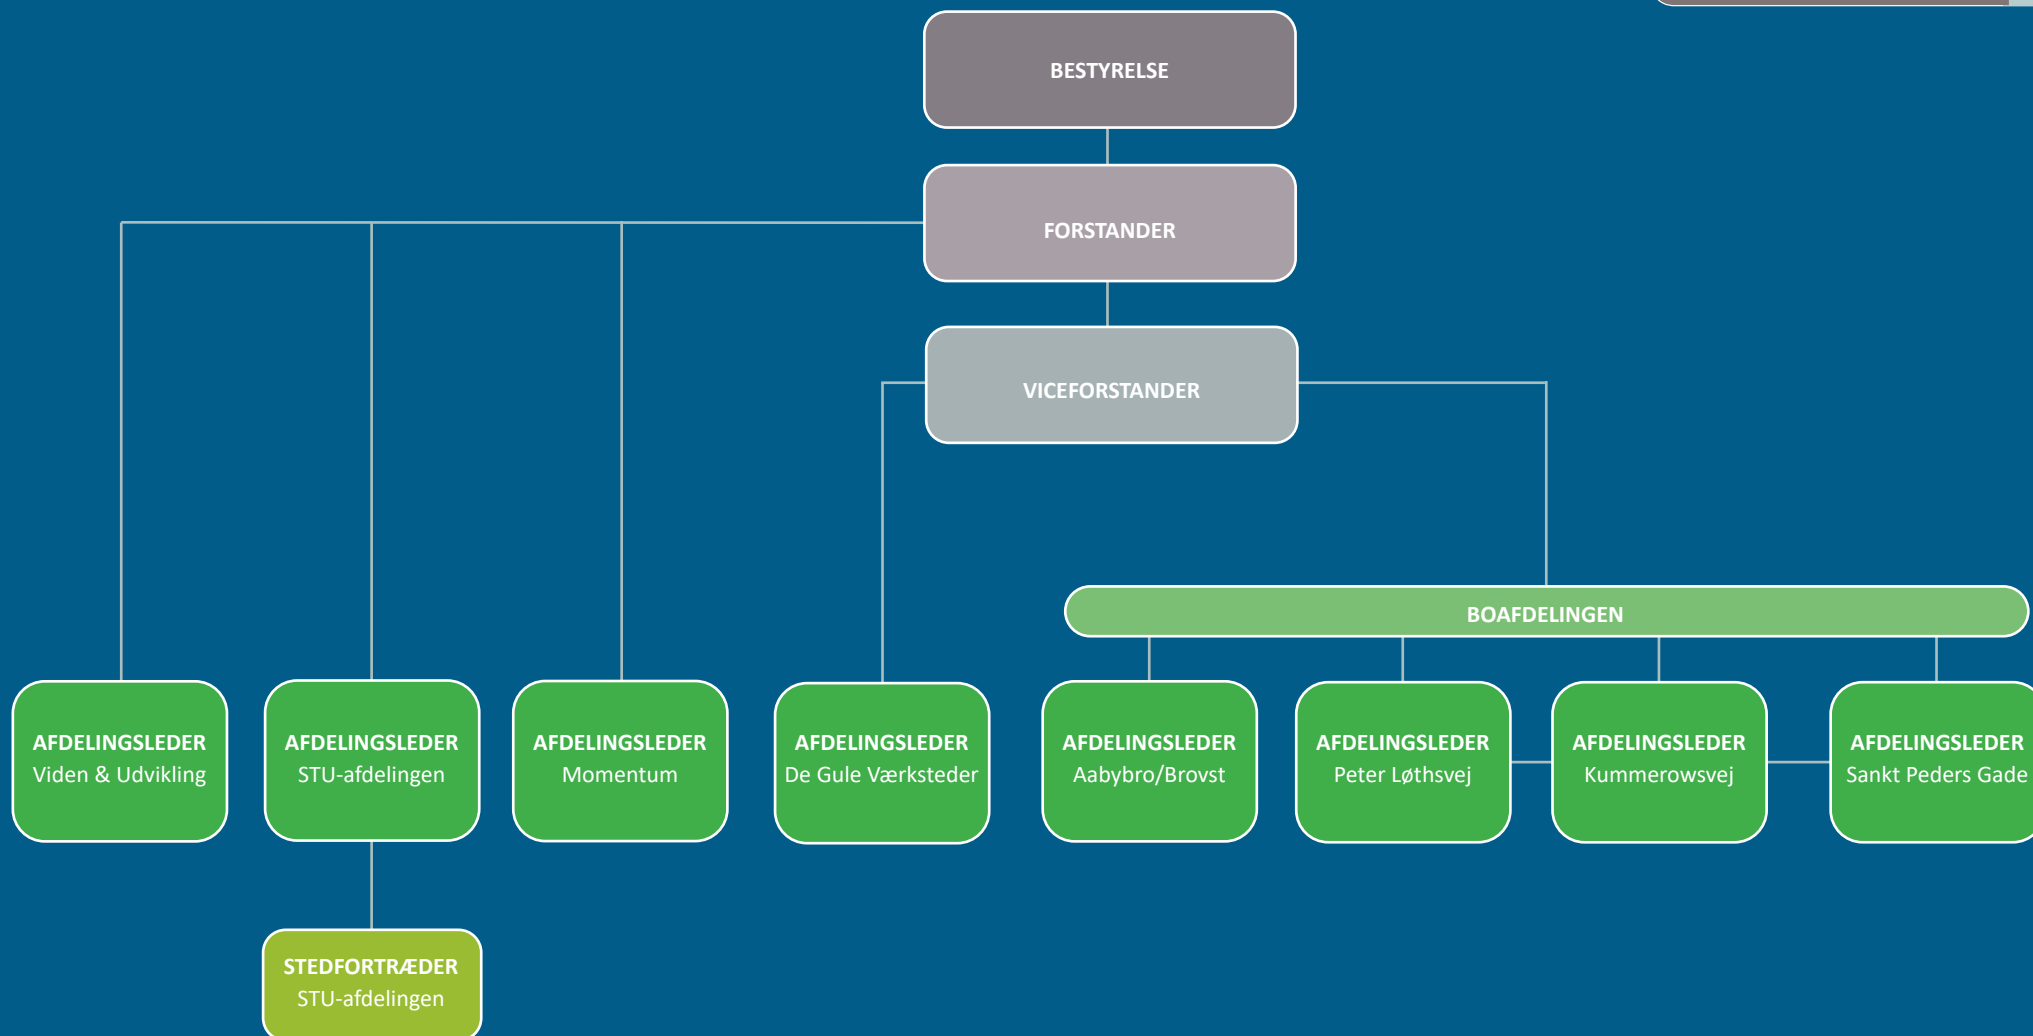 BESTYRELSE
FORSTANDER
VICEFORSTANDER
BOAFDELINGEN
AFDELINGSLEDER
Viden & Udvikling
AFDELINGSLEDER
STU-afdelingen
AFDELINGSLEDER
Momentum
AFDELINGSLEDER
De Gule Værksteder
AFDELINGSLEDER
Aabybro/Brovst
AFDELINGSLEDER
Peter Løthsvej
AFDELINGSLEDER
Kummerowsvej
AFDELINGSLEDER
Sankt Peders Gade
STEDFORTRÆDER
STU-afdelingen